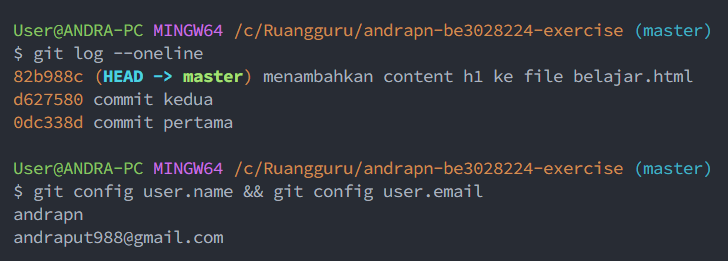 User@ANDRA-PC MINGW64 /c/Ruangguru/andrapn-be3028224-exercise (master)
$ git log --oneline
82b988c (HEAD -> master) menambahkan content h1 ke file belajar.html
d627580 commit kedua
0dc338d commit pertama
User@ANDRA-PC MINGW64 /c/Ruangguru/andrapn-be3028224-exercise (master)
$ git config user.name && git config user.email
andrapn
andraput988@gmail.com